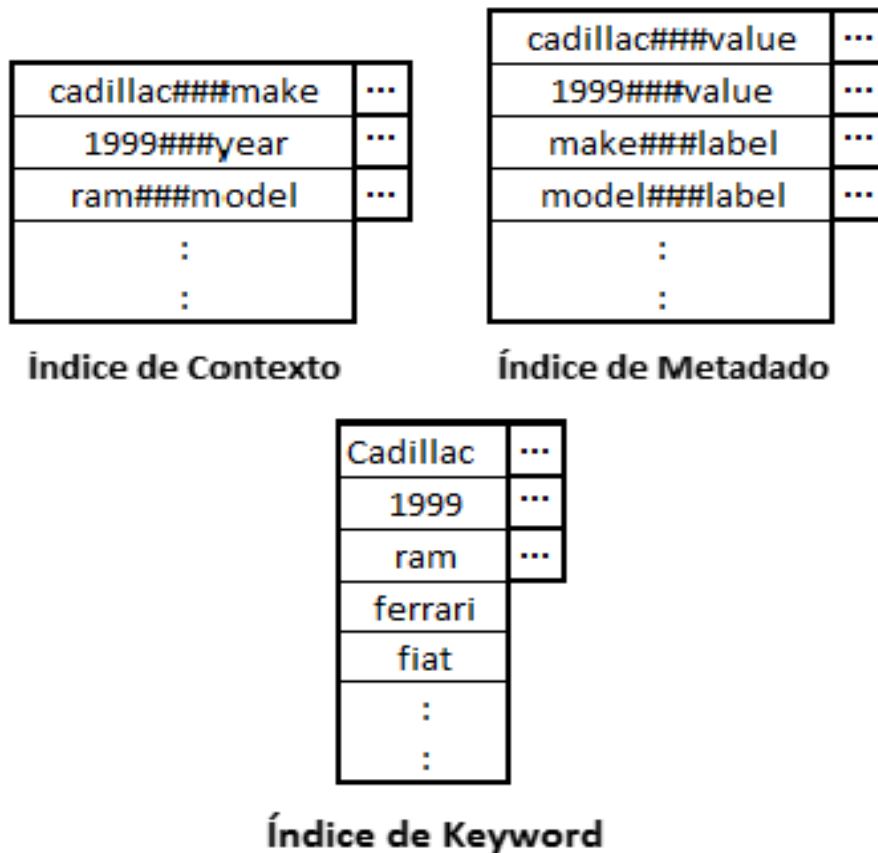 cadillac###make ...
1999###year ...
ram###model ...
:
:
Índice de Contexto
cadillac###value ...
1999###value ...
make###label ...
model###label ...
:
:
Índice de Metadado
Cadillac ...
1999 ...
ram ...
ferrari
fiat
:
:
Índice de Keyword